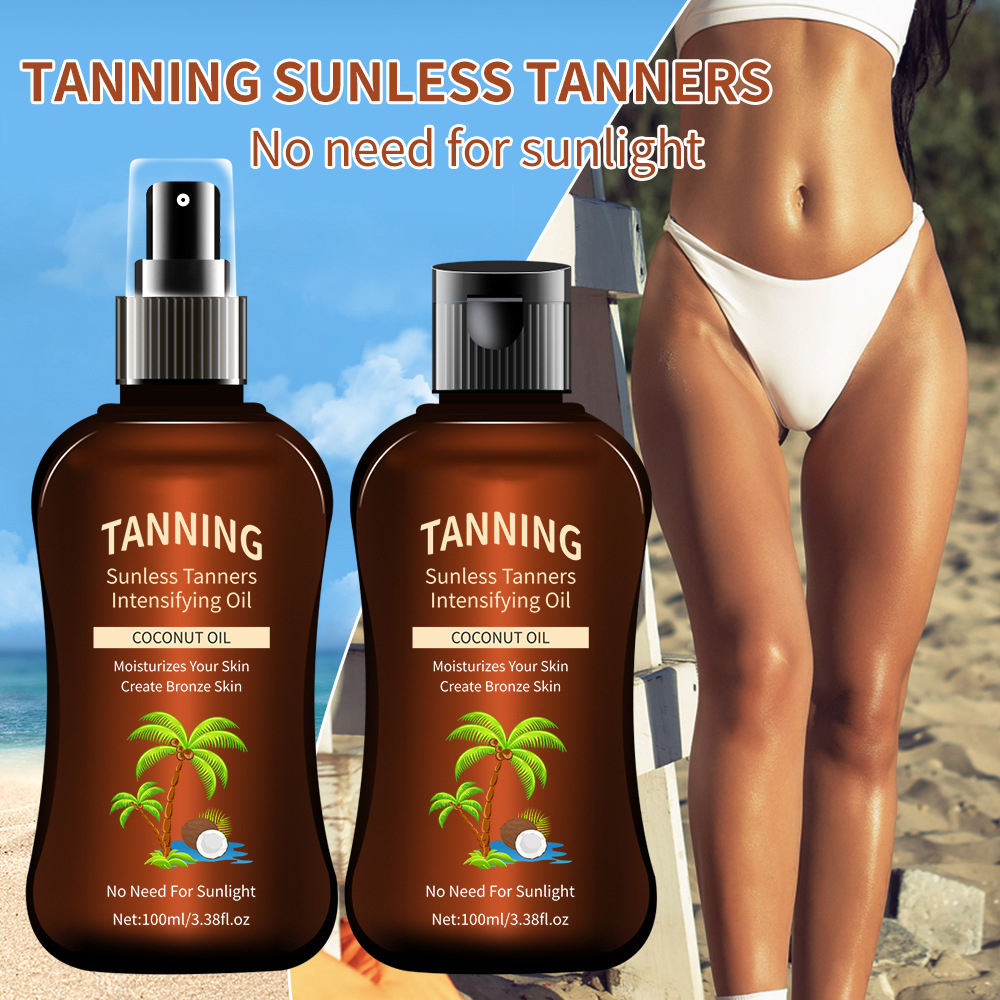 TANNING SUNLESS TANNERS
No need for sunlight
TANNING
Sunless Tanners
Intensifying Oil
COCONUT OIL
Moisturizes Your Skin
Create Bronze Skin
No Need For Sunlight
Net:100ml/3.38fl.oz
TANNING
Sunless Tanners
Intensifying Oil
COCONUT OIL
Moisturizes Your Skin
Create Bronze Skin
No Need For Sunlight
Net:100ml/3.38fl.oz